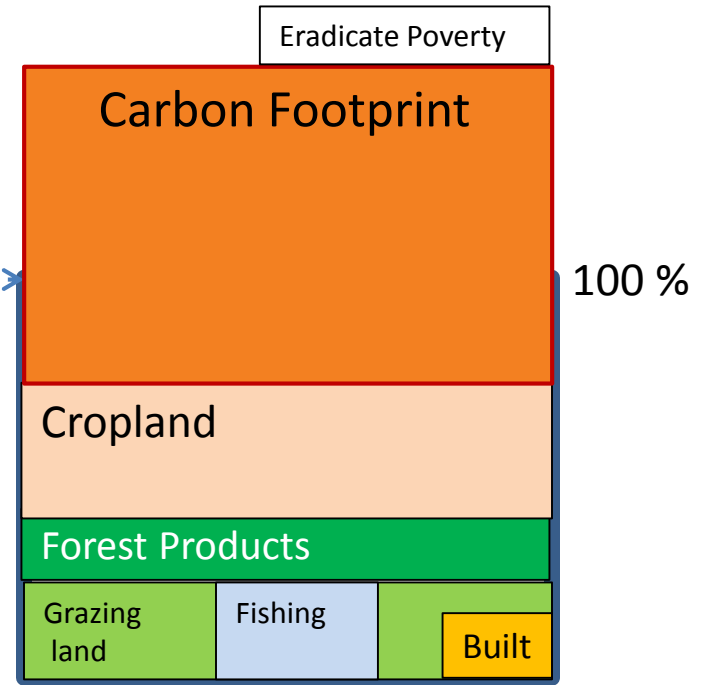 Eradicate Poverty
Carbon Footprint
100 %
Cropland
Forest Products
Grazing
land
Fishing
Built